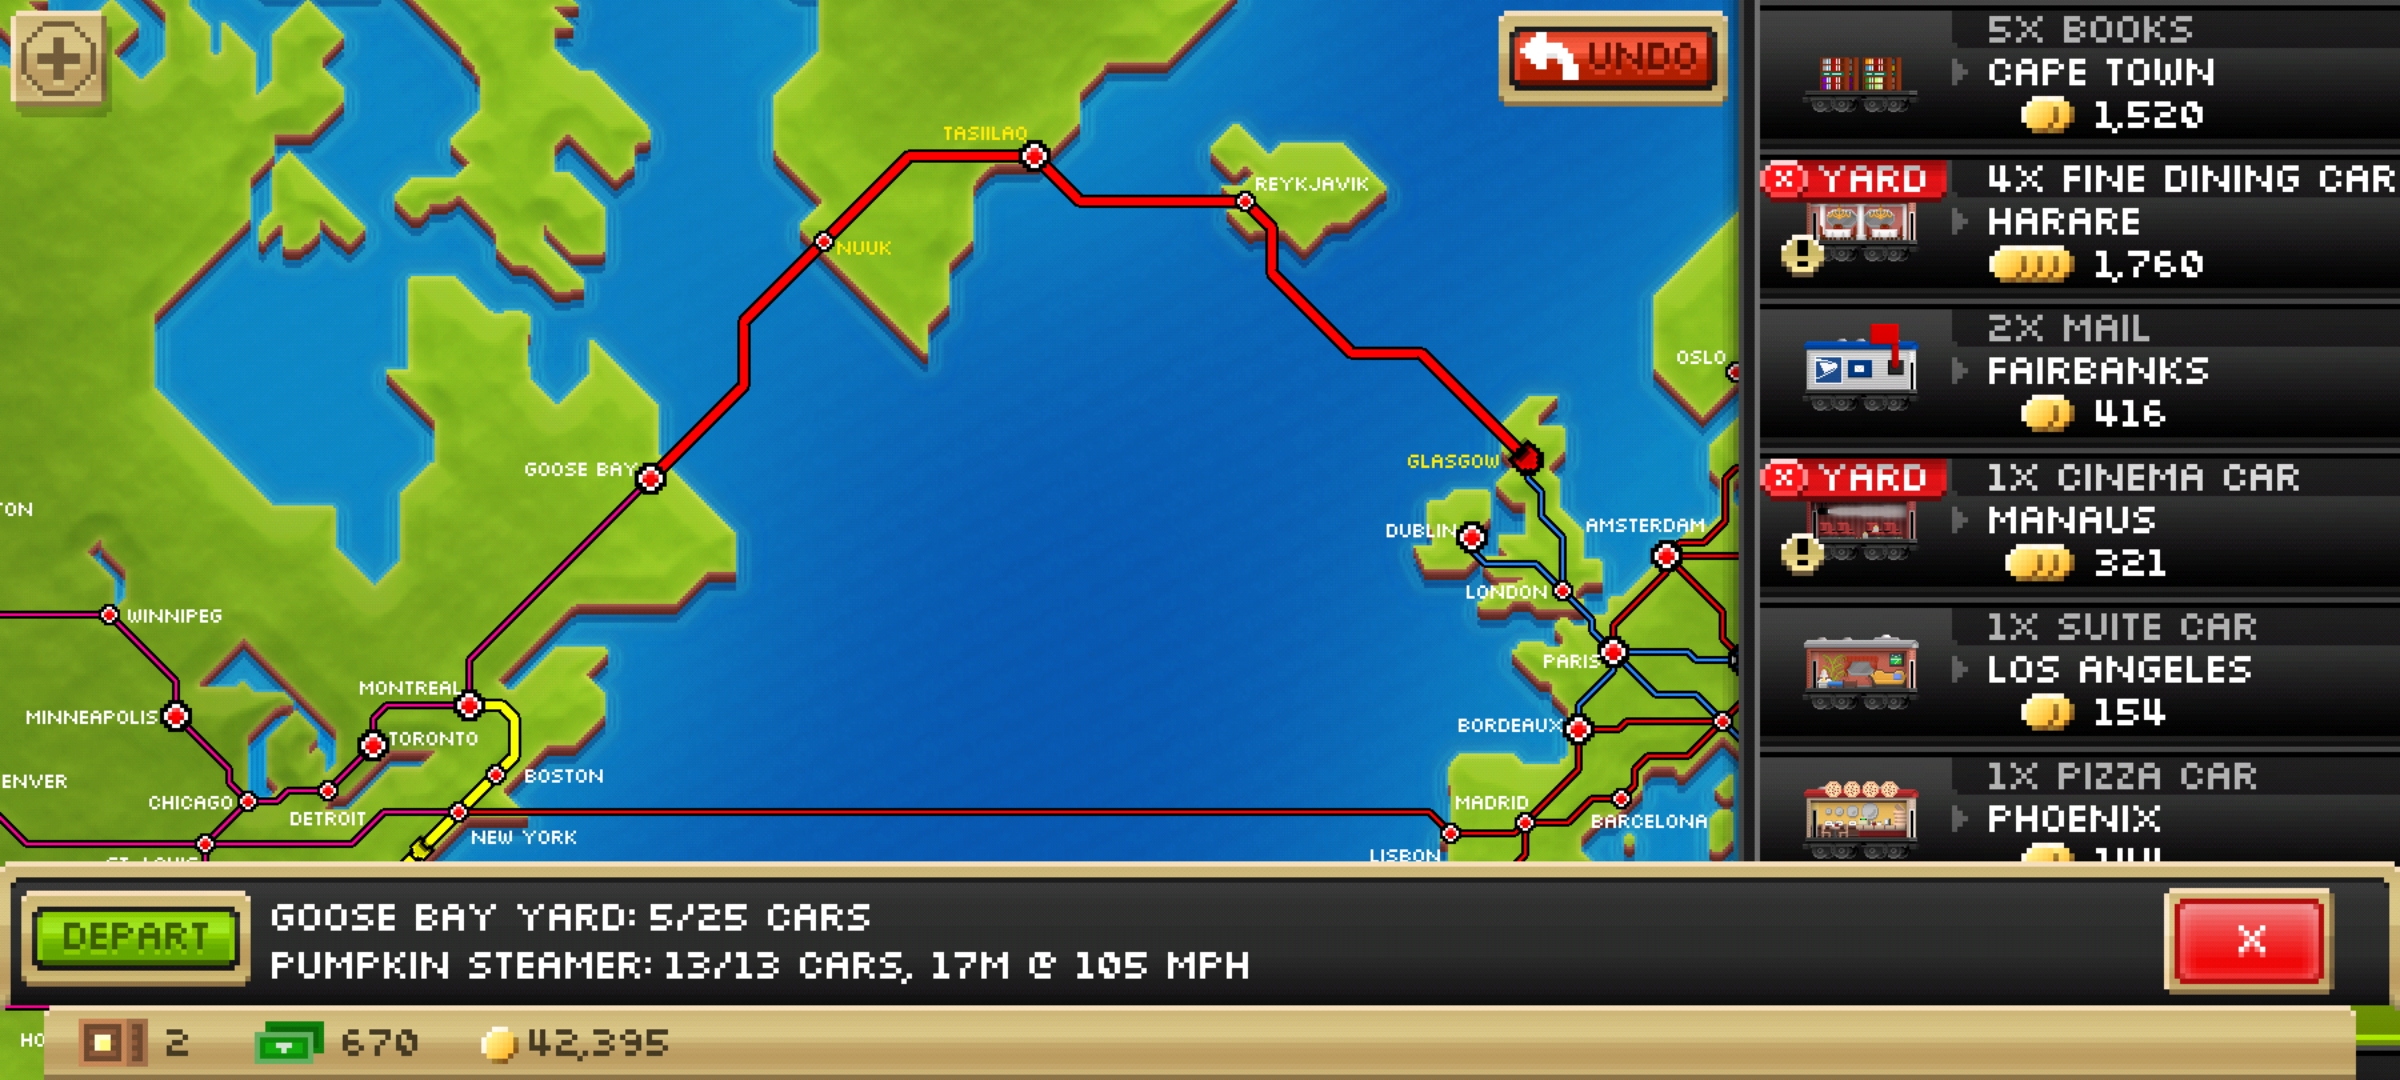 UNDO
TASIILAQ
REYKJAVIK
NUUK
OSLO
GOOSE BAY
GLASGOW
TON
DUBLIN
AMSTERDAM
LONDON
WINNIPEG
PARIS
MONTREAL
MINNEAPOLIS
TORONTO
BORDEAUX
BOSTON
ENVER
CHICAGO
MADRID
DETROIT
BARCELONA
NEW YORK
LISBON
ST. LOUIS
5X BOOKS
CAPE TOWN
1,520
YARD
4X FINE DINING CAR
HARARE
1,760
2X MAIL
FAIRBANKS
416
YARD
1X CINEMA CAR
MANAUS
321
1X SUITE CAR
LOS ANGELES
154
1X PIZZA CAR
PHOENIX
DEPART
GOOSE BAY YARD: 5/25 CARS
PUMPKIN STEAMER: 13/13 CARS, 17M @ 105 MPH
X
HO
2
670
42,395